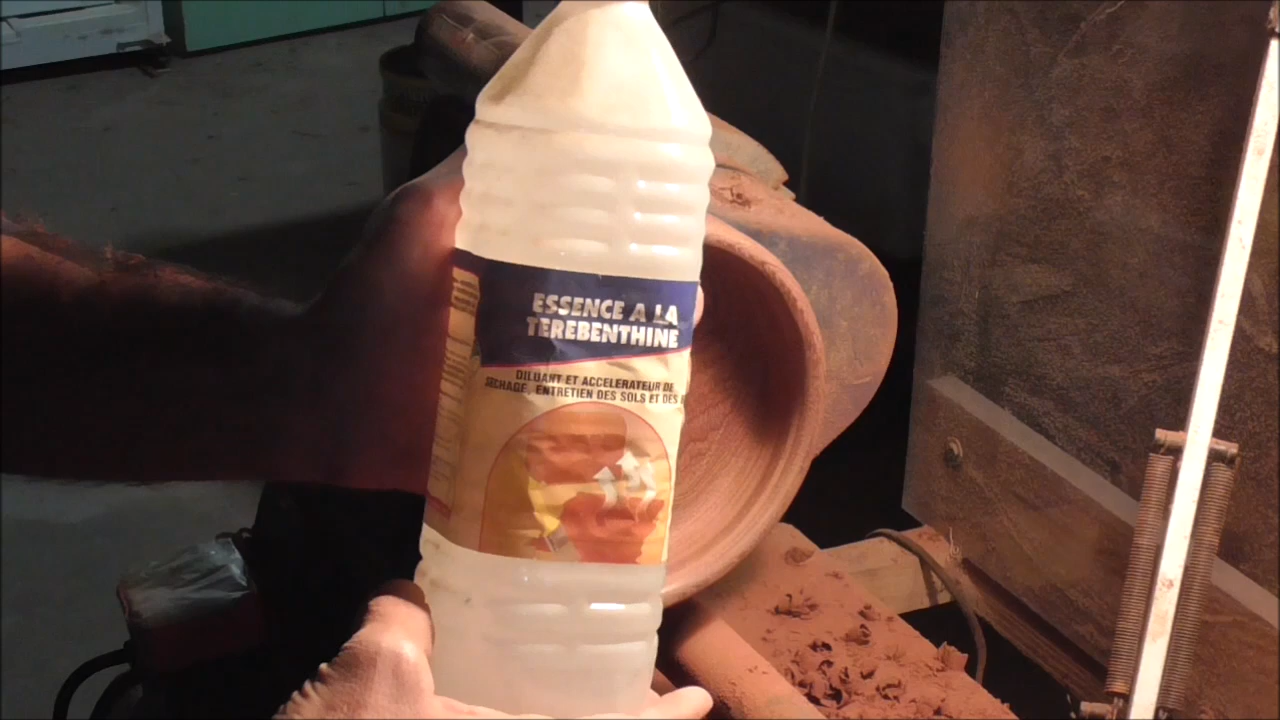 ESSENCE A LA
TEREBENTHINE
DILUANT ET ACCELERATEUR DE
SECHAGE, ENTRETIEN DES SOLS ET DES